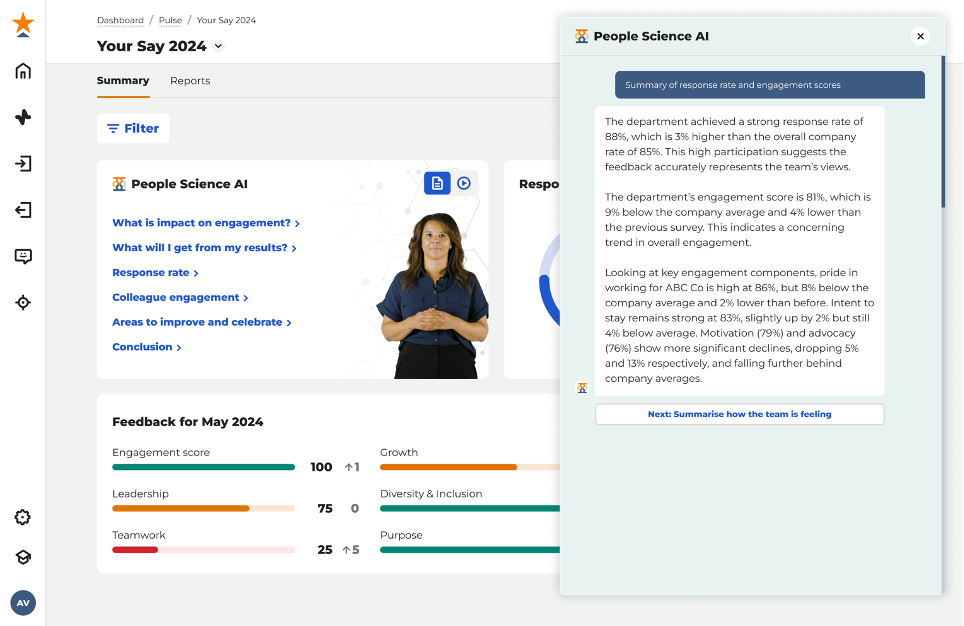 Dashboard / Pulse / Your Say 2024
Your Say 2024
Summary Reports
Filter
People Science AI
What is impact on engagement?
What will I get from my results?
Response rate
Colleague engagement
Areas to improve and celebrate
Conclusion
Respo
Feedback for May 2024
Engagement score
100 ↑1
Leadership
75 0
Teamwork
25 ↑5
Growth
Diversity & Inclusion
Purpose
AV
People Science AI
Summary of response rate and engagement scores
The department achieved a strong response rate of
88%, which is 3% higher than the overall company
rate of 85%. This high participation suggests the
feedback accurately represents the team’s views.
The department’s engagement score is 81%, which is
9% below the company average and 4% lower than
the previous survey. This indicates a concerning
trend in overall engagement.
Looking at key engagement components, pride in
working for ABC Co is high at 86%, but 8% below the
company average and 2% lower than before. Intent to
stay remains strong at 83%, slightly up by 2% but still
4% below average. Motivation (79%) and advocacy
(76%) show more significant declines, dropping 5%
and 13% respectively, and falling further behind
company averages.
Next: Summarise how the team is feeling